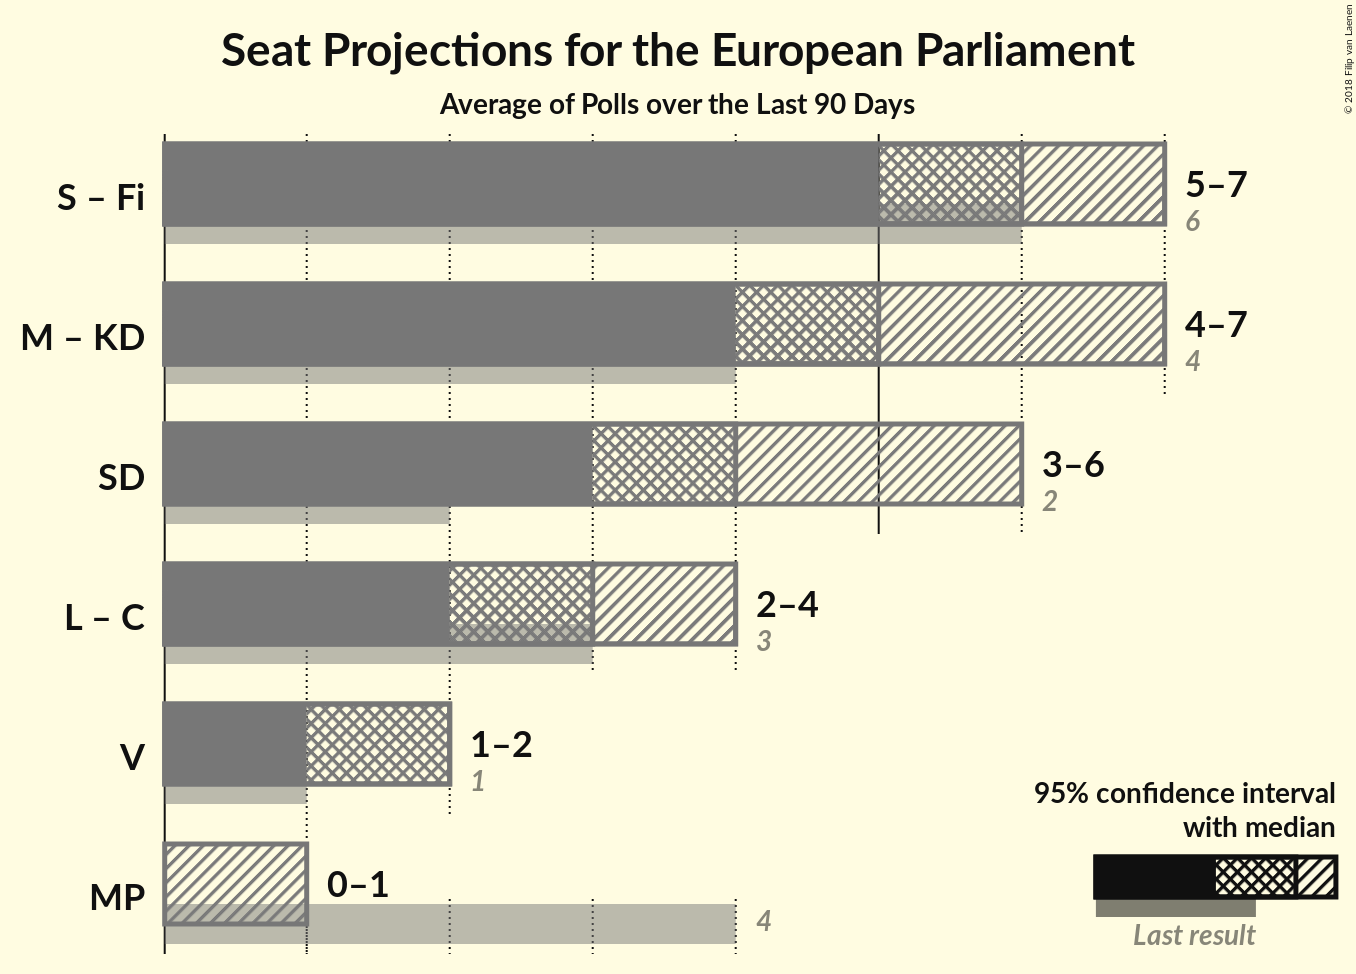 Seat Projections for the European Parliament
Average of Polls over the Last 90 Days
© 2018 Filip van Laenen
S – Fi
5–7
6
M – KD
4–7
4
SD
3–6
2
L – C
2–4
3
V
1–2
1
MP
0–1
4
95% confidence interval
with median
Last result